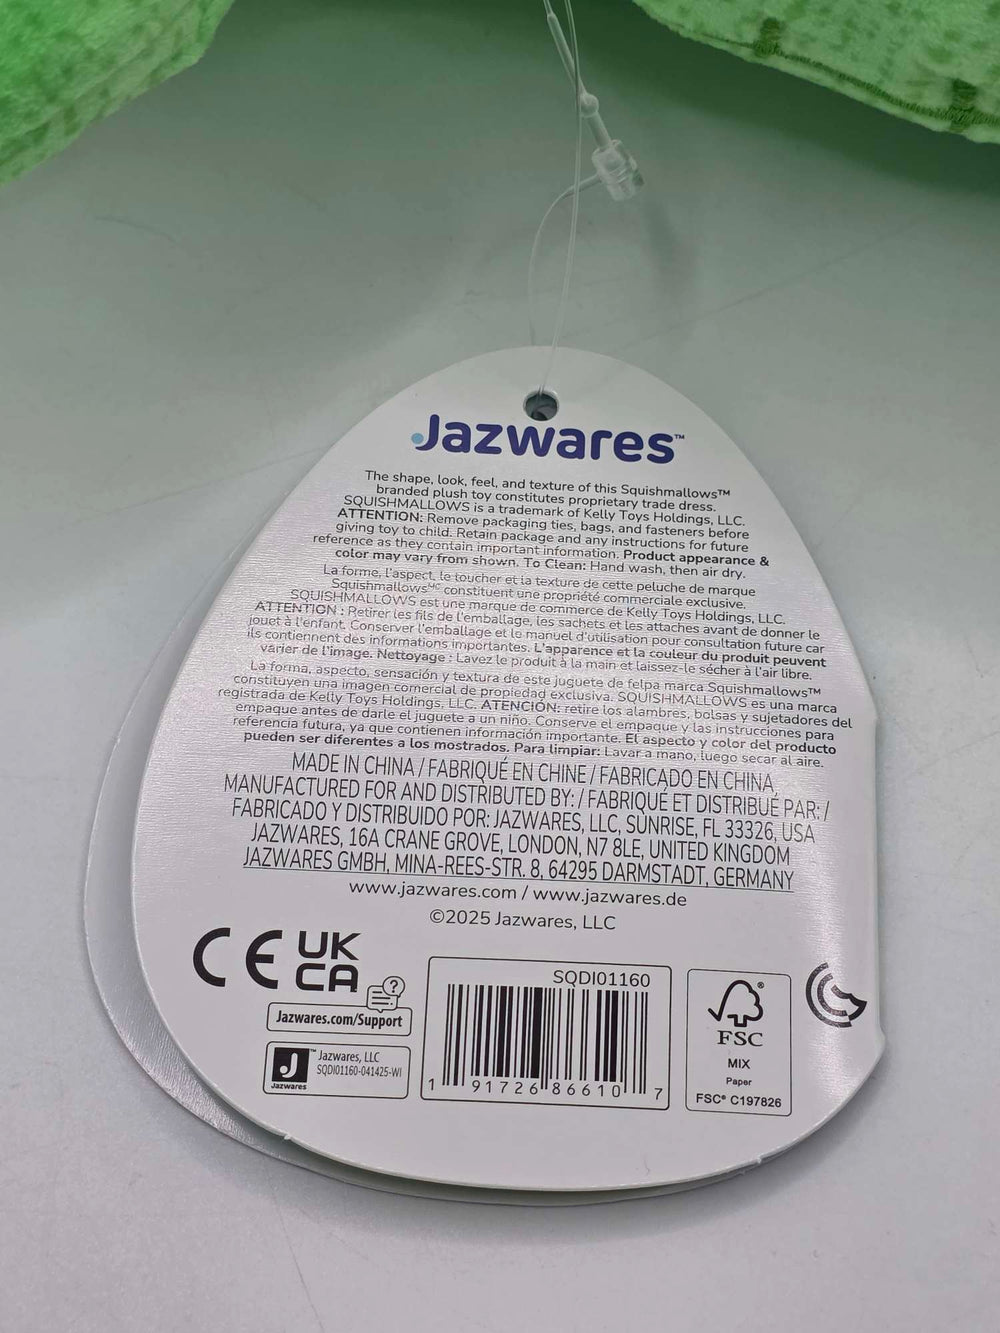 Jazwares™
The shape, look, feel, and texture of this Squishmallows™
branded plush toy constitutes proprietary trade dress.
SQUISHMALLOWS is a trademark of Kelly Toys Holdings, LLC.
ATTENTION: Remove packaging ties, bags, and fasteners before
giving toy to child. Retain package and any instructions for future
reference as they contain important information. Product appearance &
color may vary from shown. To Clean: Hand wash, then air dry.
La forme, l'aspect, le toucher et la texture de cette peluche de marque
Squishmallowsᴹᶜ constituent une propriété commerciale exclusive.
SQUISHMALLOWS est une marque de commerce de Kelly Toys Holdings, LLC.
ATTENTION : Retirer les fils de l'emballage, les sachets et les attaches avant de donner le
jouet à l'enfant. Conserver l'emballage et le manuel d'utilisation pour consultation future car
ils contiennent des informations importantes. L'apparence et la couleur du produit peuvent
varier de l'image. Nettoyage : Lavez le produit à la main et laissez-le sécher à l'air libre.
La forma, aspecto, sensación y textura de este juguete de felpa marca Squishmallows™
constituyen una imagen comercial de propiedad exclusiva. SQUISHMALLOWS es una marca
registrada de Kelly Toys Holdings, LLC. ATENCIÓN: retire los alambres, bolsas y sujetadores del
empaque antes de darle el juguete a un niño. Conserve el empaque y las instrucciones para
referencia futura, ya que contienen información importante. El aspecto y color del producto
pueden ser diferentes a los mostrados. Para limpiar: Lavar a mano, luego secar al aire.
MADE IN CHINA / FABRIQUÉ EN CHINE / FABRICADO EN CHINA
MANUFACTURED FOR AND DISTRIBUTED BY: / FABRIQUÉ ET DISTRIBUÉ PAR: /
FABRICADO Y DISTRIBUIDO POR: JAZWARES, LLC, SUNRISE, FL 33326, USA
JAZWARES, 16A CRANE GROVE, LONDON, N7 8LE, UNITED KINGDOM
JAZWARES GMBH, MINA-REES-STR. 8, 64295 DARMSTADT, GERMANY
www.jazwares.com / www.jazwares.de
©2025 Jazwares, LLC
CE UK
CA
?
Jazwares.com/Support
J™ Jazwares, LLC
SQDI01160-041425-WI
Jazwares
SQDI01160
1 91726 86610 7
®
FSC
MIX
Paper
FSC® C197826